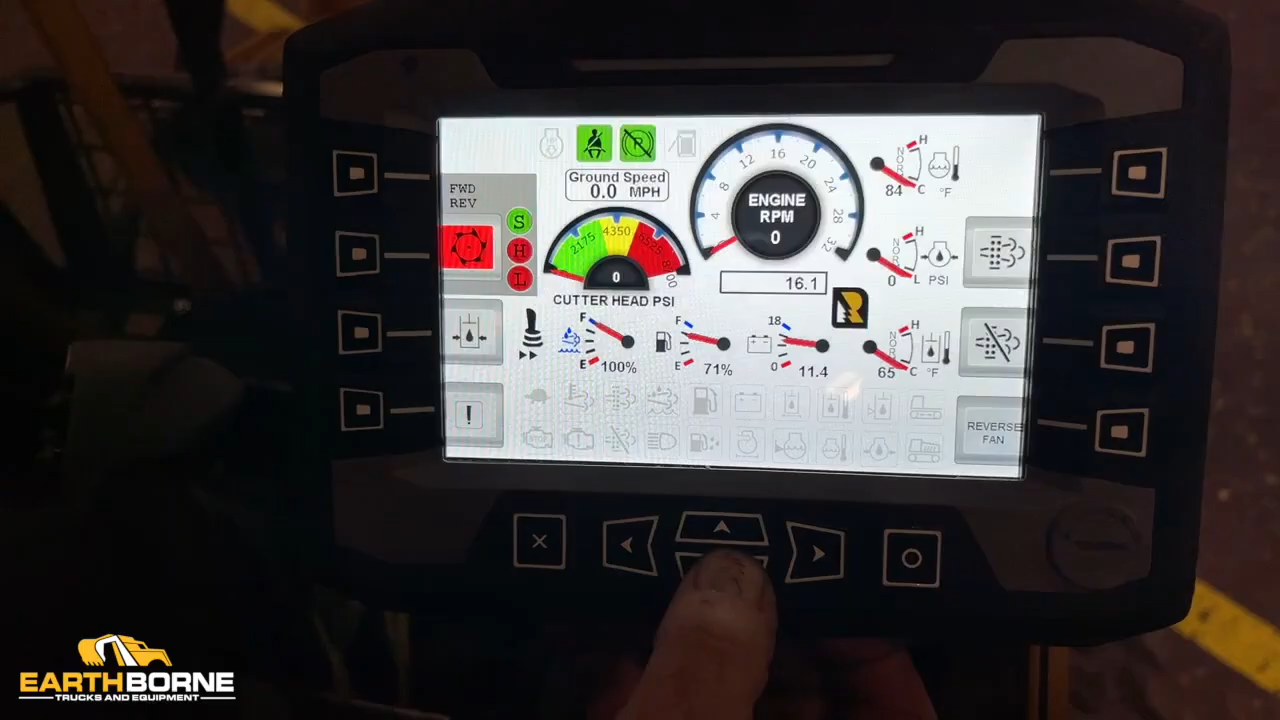 FWD
REV
S
H
L
Ground Speed
0.0 MPH
2175 4350
0
CUTTER HEAD PSI
4 8 12 16 20 24 28 32
ENGINE
RPM
0
16.1
H
NOR
C
84 °F
H
NOR
L
0 PSI
H
NOR
C
65 °F
F
E
100%
F
E
71%
18
0
11.4
REVERSE
FAN
STOP
EARTHBORNE
TRUCKS AND EQUIPMENT